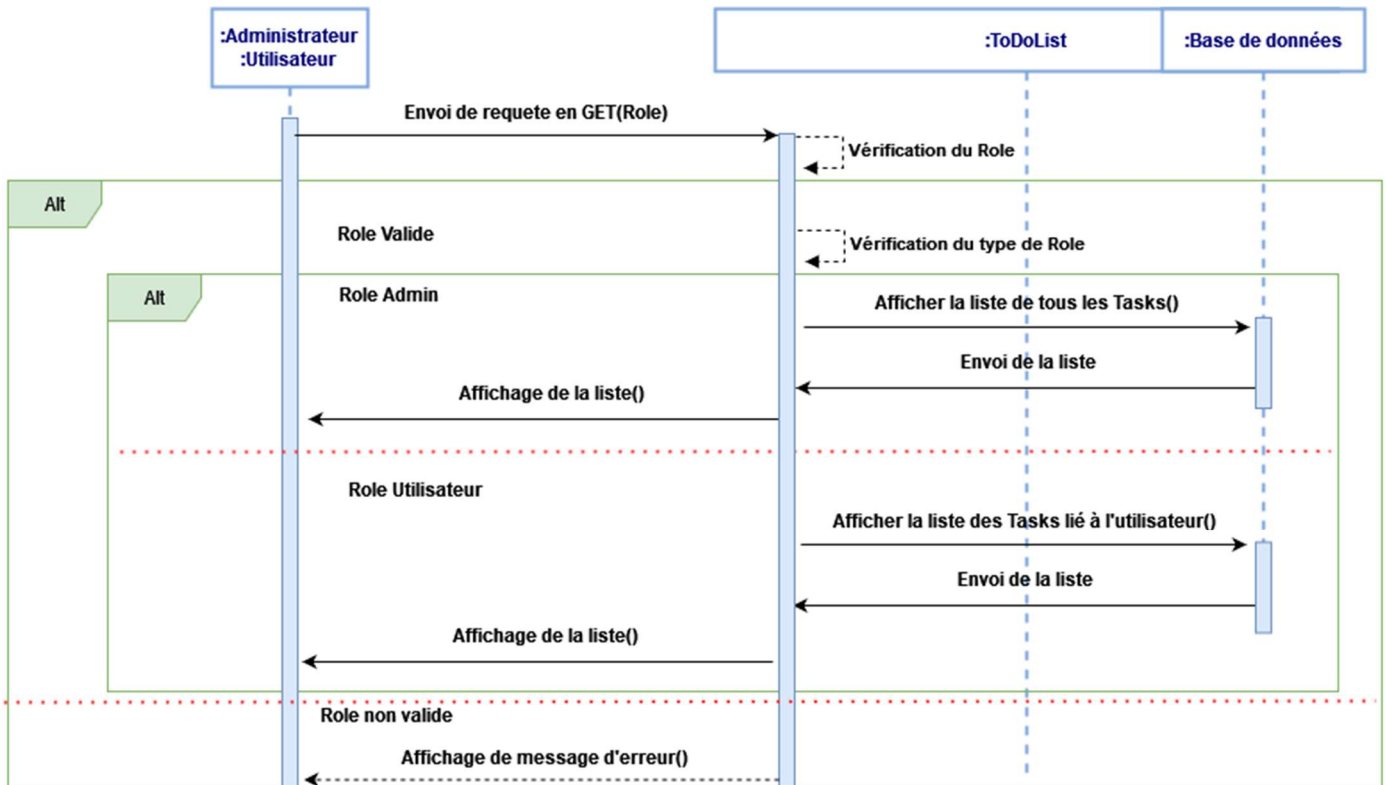 :Administrateur
:Utilisateur
:ToDoList
:Base de données
Envoi de requete en GET(Role)
Vérification du Role
Alt
Role Valide
Vérification du type de Role
Alt
Role Admin
Afficher la liste de tous les Tasks()
Envoi de la liste
Affichage de la liste()
Role Utilisateur
Afficher la liste des Tasks lié à l'utilisateur()
Envoi de la liste
Affichage de la liste()
Role non valide
Affichage de message d'erreur()